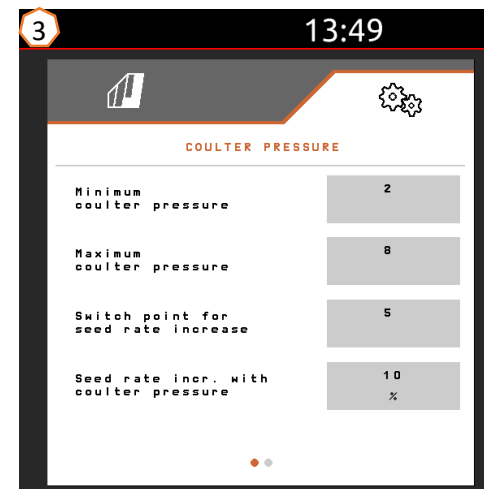 3
13:49
COULTER PRESSURE
Minimum
coulter pressure
2
Maximum
coulter pressure
8
Switch point for
seed rate increase
5
Seed rate incr. with
coulter pressure
10
%